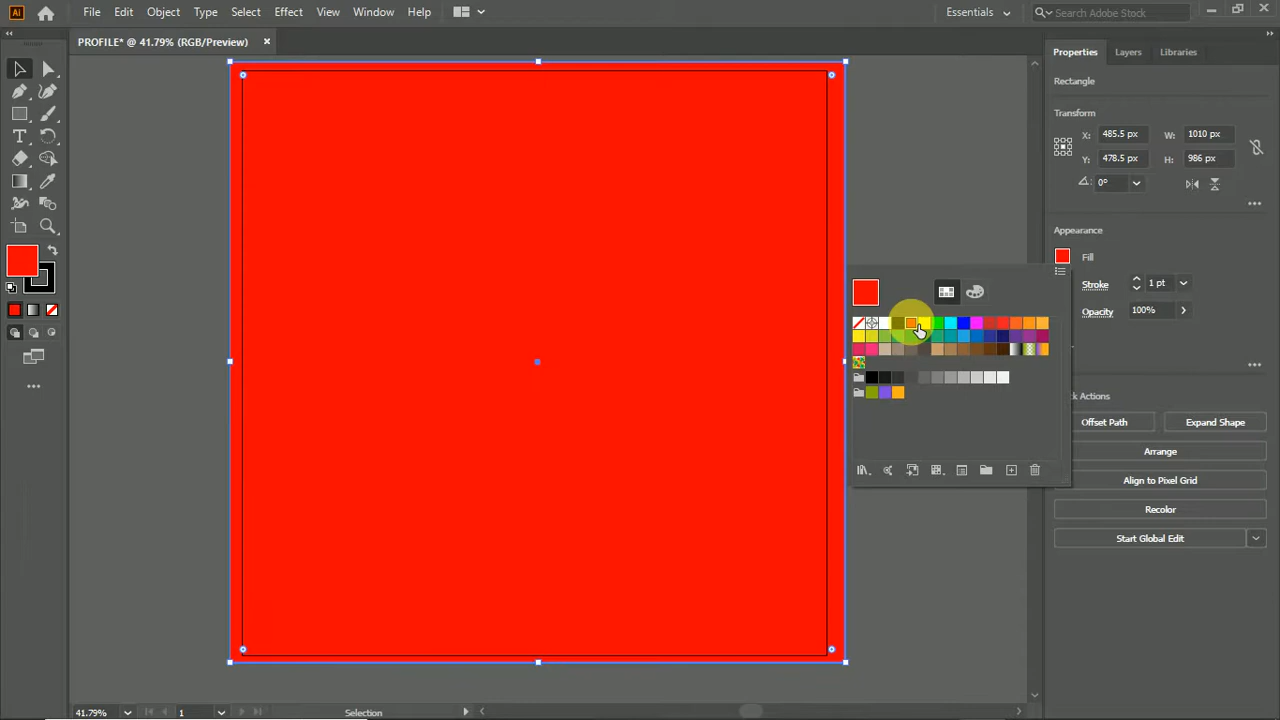 Ai File Edit Object Type Select Effect View Window Help Essentials Search Adobe Stock
PROFILE* @ 41.79% (RGB/Preview) ×
Properties Layers Libraries
Rectangle
Transform
X: 485.5 px W: 1010 px
Y: 478.5 px H: 986 px
0°
Appearance
Fill
Stroke 1 pt
Opacity 100%
ck Actions
Offset Path Expand Shape
Arrange
Align to Pixel Grid
Recolor
Start Global Edit
41.79% 1 Selection